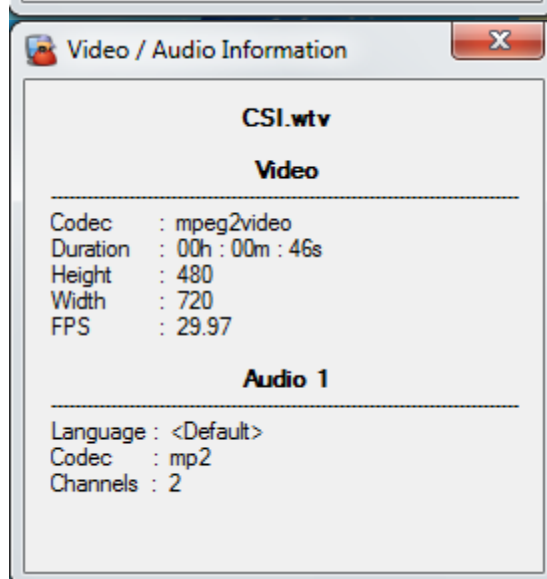 Video / Audio Information
CSI.wtv
Video
Codec : mpeg2video
Duration : 00h : 00m : 46s
Height : 480
Width : 720
FPS : 29.97
Audio 1
Language : <Default>
Codec : mp2
Channels : 2